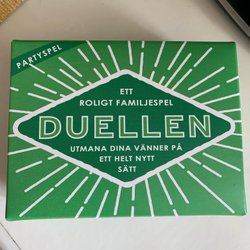 PARTYSPEL
ETT
ROLIGT FAMILJESPEL
DUELLEN
UTMANA DINA VÄNNER PÅ
ETT HELT NYTT
SÄTT